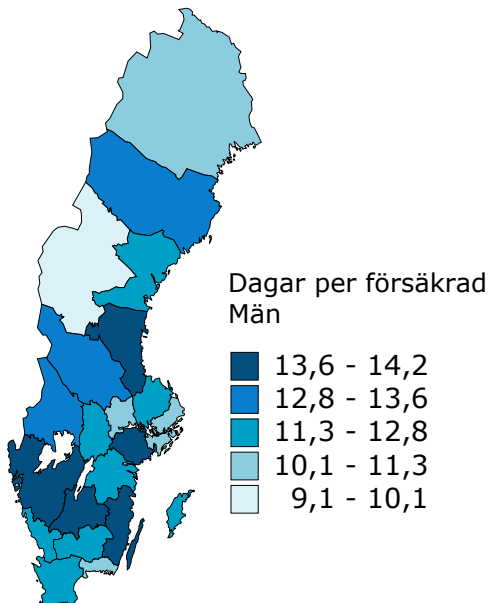 Dagar per försäkrad
Män
13,6 - 14,2
12,8 - 13,6
11,3 - 12,8
10,1 - 11,3
9,1 - 10,1